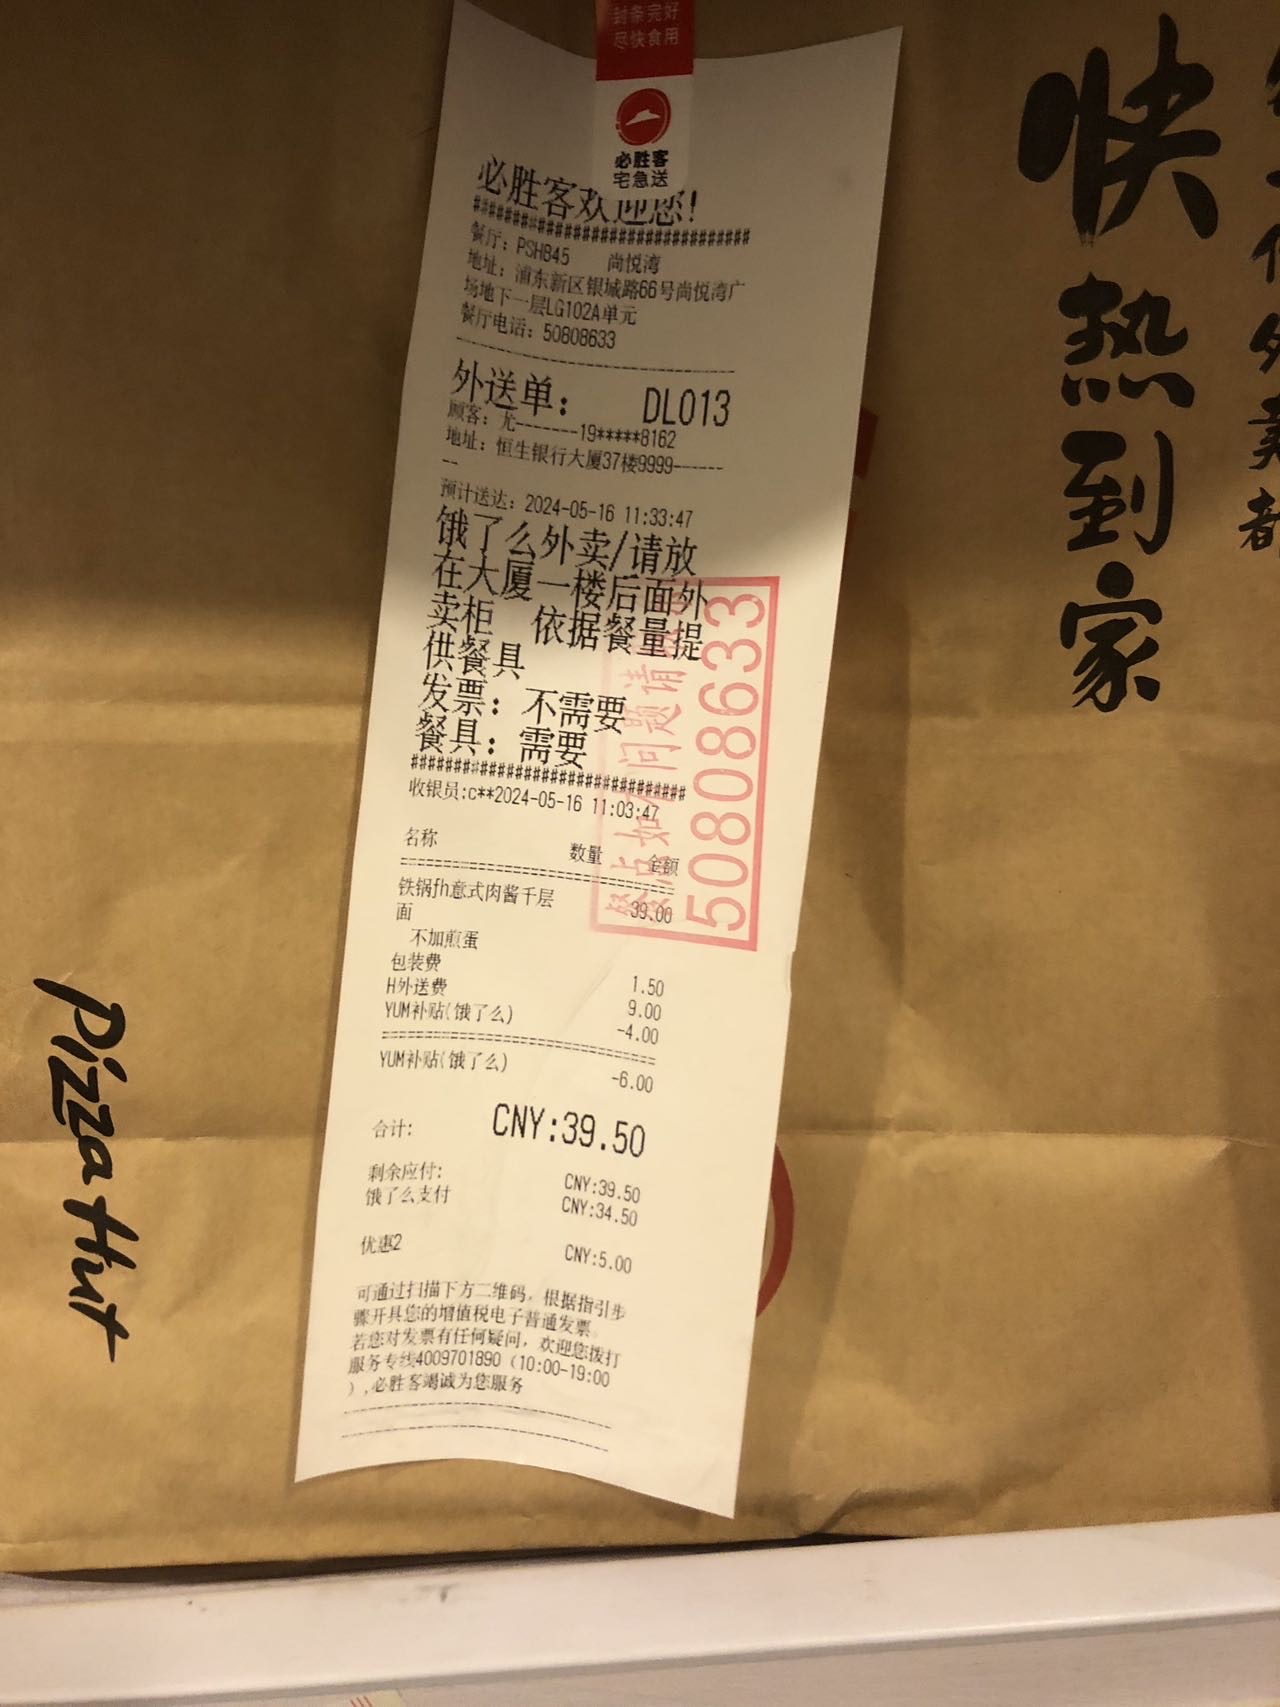 封条完好
尽快食用
必胜客
宅急送
必胜客欢迎您!
######################################
餐厅: PSHB45 尚悦湾
地址: 浦东新区银城路66号尚悦湾广
场地下一层LG102A单元
餐厅电话: 50808633
外送单: DL013
顾客: 尤-------19*****8162
地址: 恒生银行大厦37楼9999------
--
预计送达: 2024-05-16 11:33:47
饿了么外卖/请放
在大厦一楼后面外
卖柜 依据餐量提
供餐具
发票: 不需要
餐具: 需要
######################################
收银员:c**2024-05-16 11:03:47
名称 数量 金额
铁锅fh意式肉酱千层 39.00
面
不加煎蛋
包装费 1.50
H外送费 9.00
YUM补贴(饿了么) -4.00
YUM补贴(饿了么) -6.00
合计: CNY:39.50
剩余应付: CNY:39.50
饿了么支付 CNY:34.50
优惠2 CNY:5.00
可通过扫描下方二维码，根据指引步
骤开具您的增值税电子普通发票。
若您对发票有任何疑问，欢迎您拨打
服务专线4009701890（10:00-19:00
）,必胜客竭诚为您服务
餐点如有问题请
50808633
快热到家
Pizza Hut